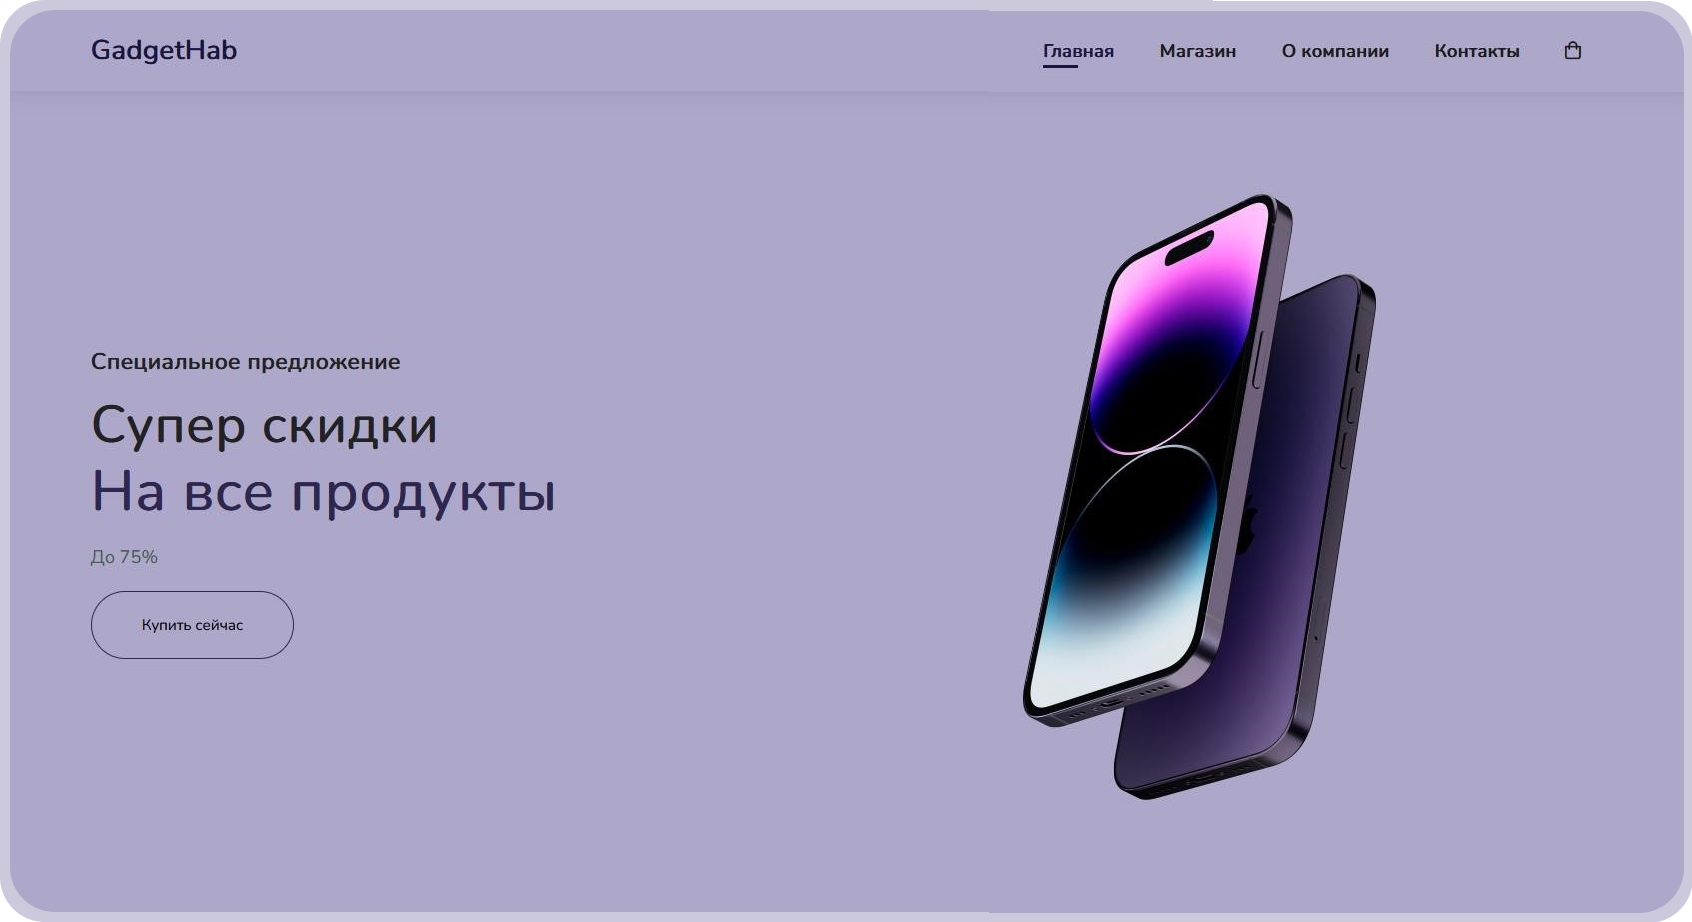 GadgetHab
Главная Магазин О компании Контакты
Специальное предложение
Супер скидки
На все продукты
До 75%
Купить сейчас